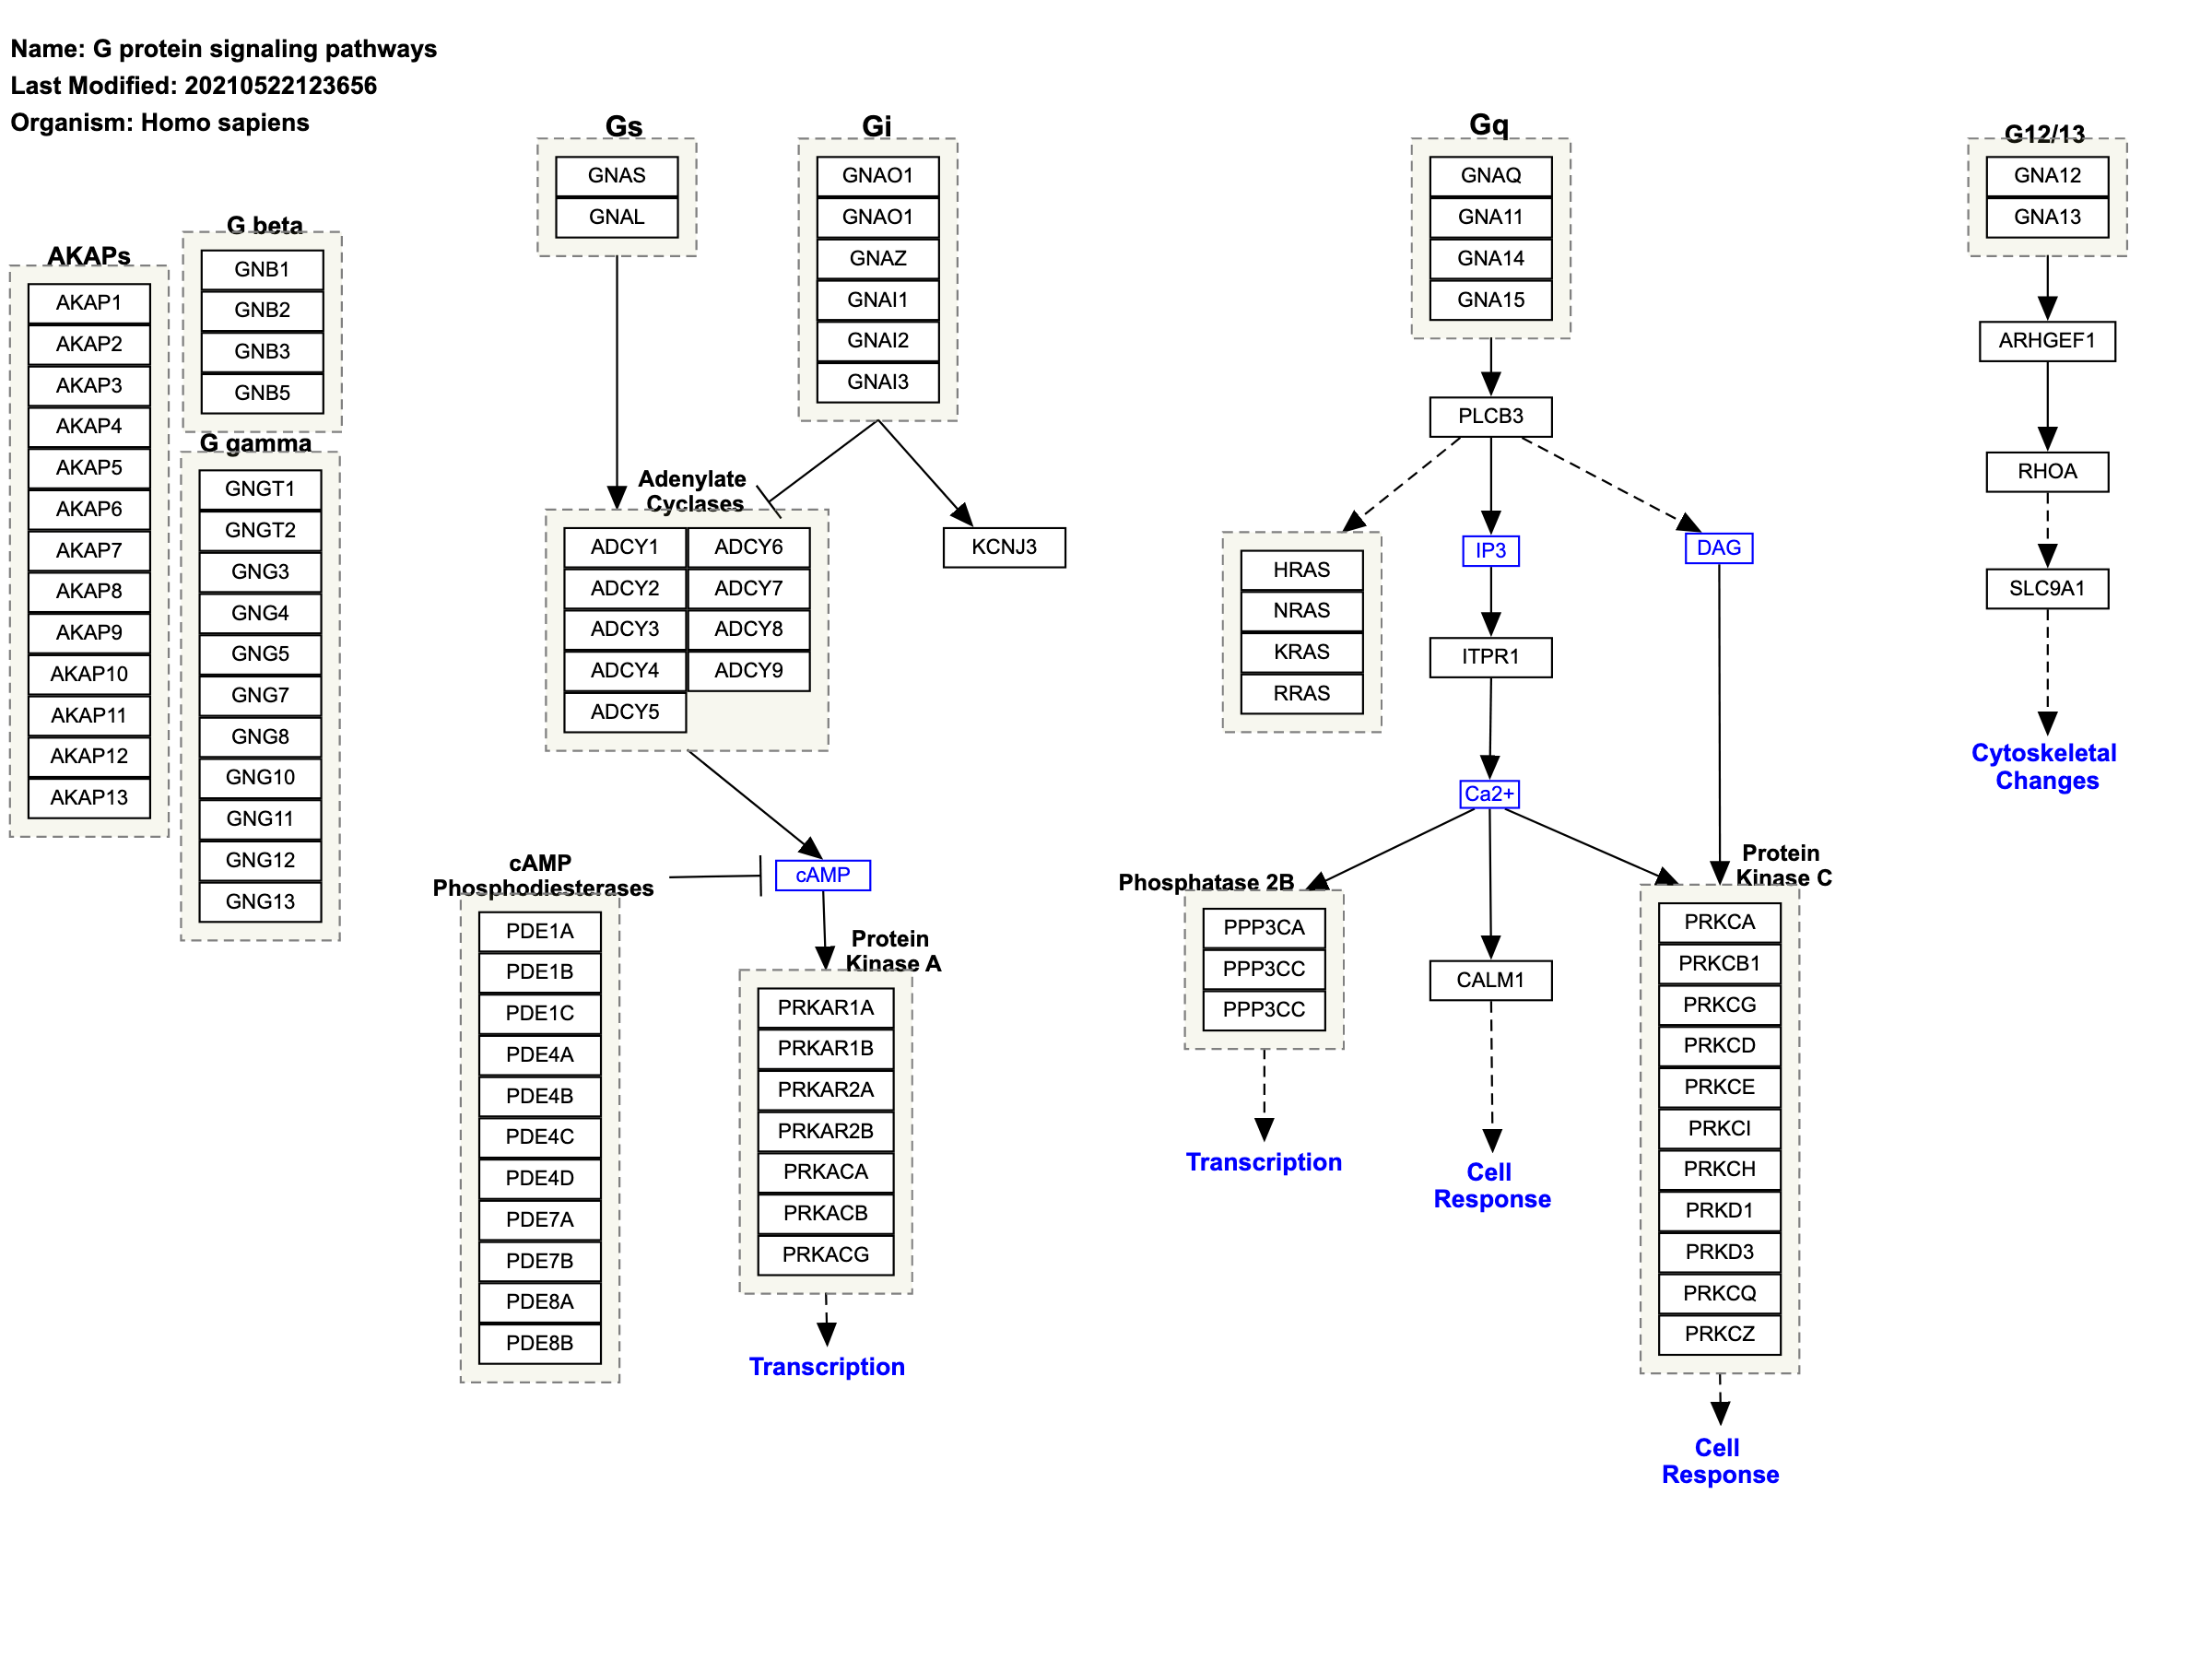 Name: G protein signaling pathways
Last Modified: 20210522123656
Organism: Homo sapiens
AKAPs
AKAP1
AKAP2
AKAP3
AKAP4
AKAP5
AKAP6
AKAP7
AKAP8
AKAP9
AKAP10
AKAP11
AKAP12
AKAP13
G beta
GNB1
GNB2
GNB3
GNB5
G gamma
GNGT1
GNGT2
GNG3
GNG4
GNG5
GNG7
GNG8
GNG10
GNG11
GNG12
GNG13
Gs
GNAS
GNAL
Gi
GNAO1
GNAO1
GNAZ
GNAI1
GNAI2
GNAI3
Adenylate
Cyclases
ADCY1
ADCY2
ADCY3
ADCY4
ADCY5
ADCY6
ADCY7
ADCY8
ADCY9
KCNJ3
cAMP
Phosphodiesterases
PDE1A
PDE1B
PDE1C
PDE4A
PDE4B
PDE4C
PDE4D
PDE7A
PDE7B
PDE8A
PDE8B
cAMP
Protein
Kinase A
PRKAR1A
PRKAR1B
PRKAR2A
PRKAR2B
PRKACA
PRKACB
PRKACG
Transcription
Gq
GNAQ
GNA11
GNA14
GNA15
PLCB3
HRAS
NRAS
KRAS
RRAS
IP3
DAG
ITPR1
Ca2+
Phosphatase 2B
PPP3CA
PPP3CC
PPP3CC
Transcription
CALM1
Cell
Response
Protein
Kinase C
PRKCA
PRKCB1
PRKCG
PRKCD
PRKCE
PRKCI
PRKCH
PRKD1
PRKD3
PRKCQ
PRKCZ
Cell
Response
G12/13
GNA12
GNA13
ARHGEF1
RHOA
SLC9A1
Cytoskeletal
Changes